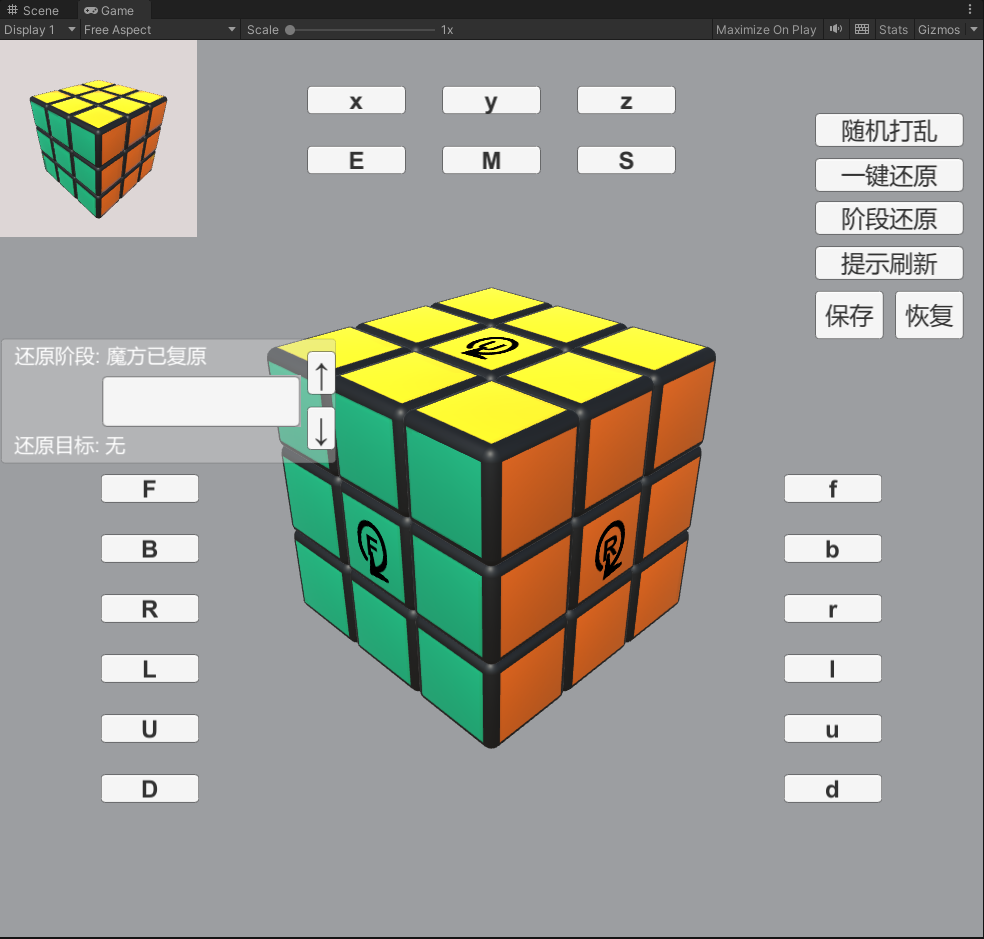 Scene Game
Display 1 Free Aspect Scale 1x Maximize On Play Stats Gizmos
x y z
E M S
随机打乱
一键还原
阶段还原
提示刷新
保存 恢复
还原阶段: 魔方已复原
↑
↓
还原目标: 无
U
F R
F f
B b
R r
L l
U u
D d